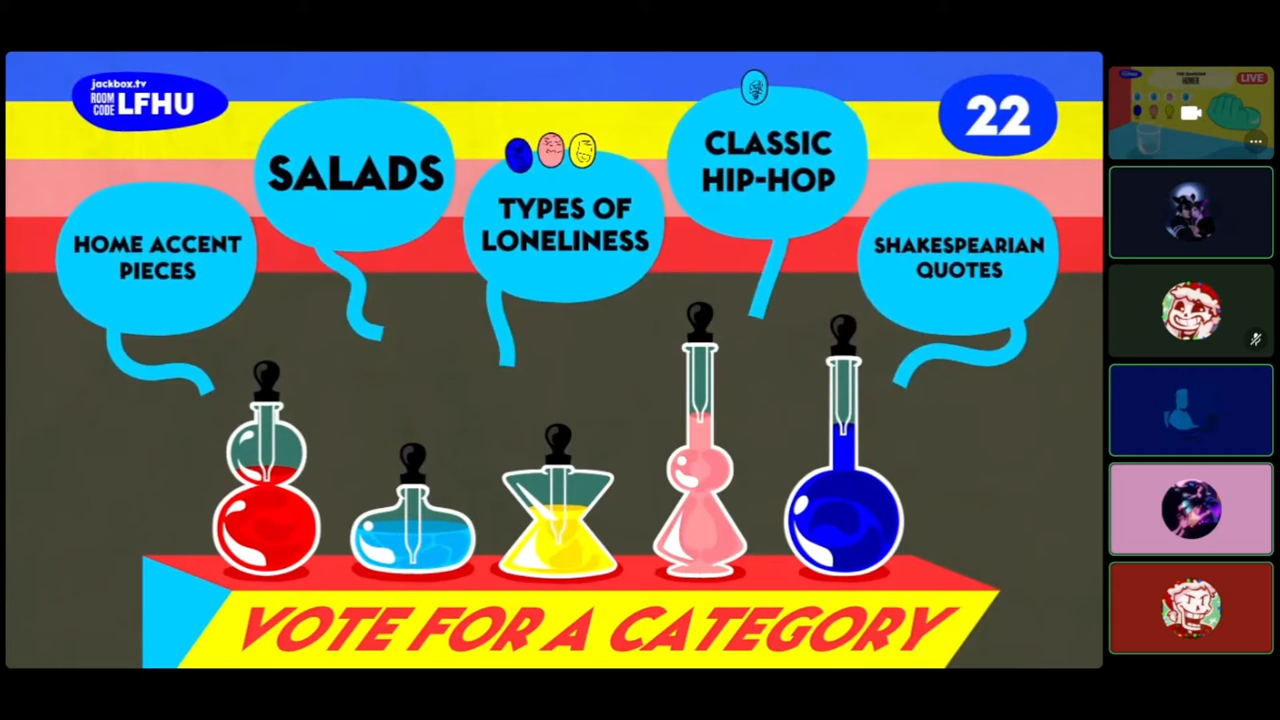 jackbox.tv
ROOM
CODE
LFHU
HOME ACCENT
PIECES
SALADS
TYPES OF
LONELINESS
CLASSIC
HIP-HOP
SHAKESPEARIAN
QUOTES
22
VOTE FOR A CATEGORY
HOMER
LIVE